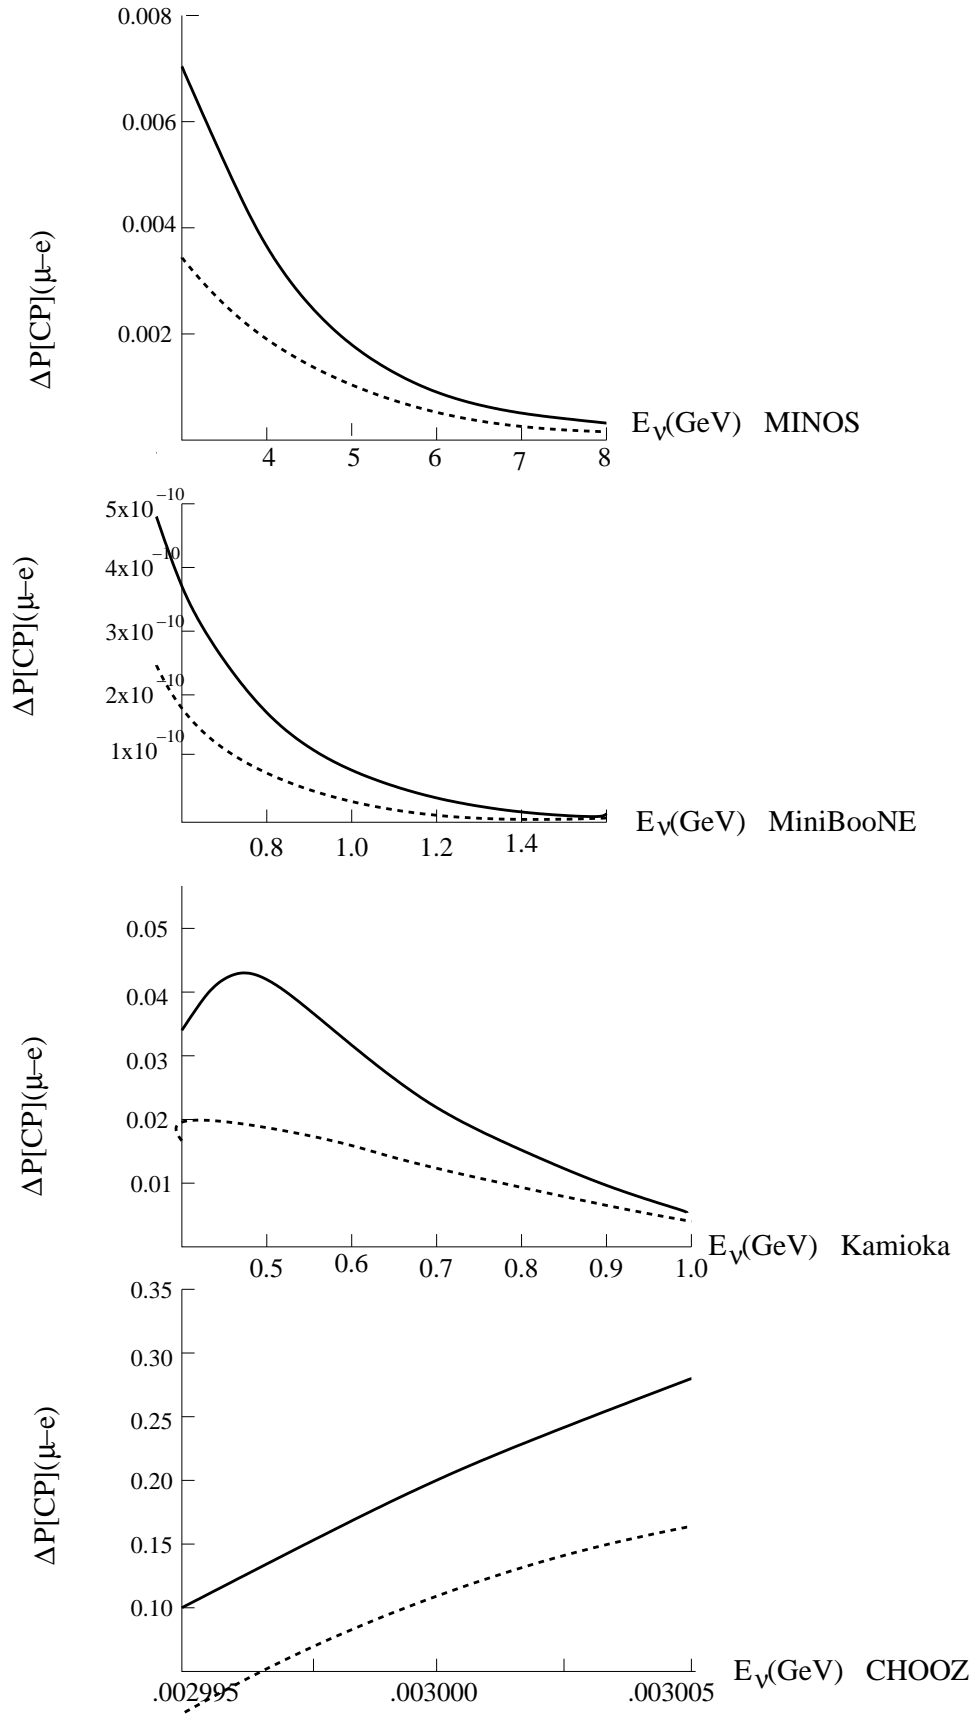 0.008
0.006
0.004
0.002
ΔP[CP](μ–e)
4 5 6 7 8
E_ν(GeV) MINOS
5x10^–10
4x10^–10
3x10^–10
2x10^–10
1x10^–10
ΔP[CP](μ–e)
0.8 1.0 1.2 1.4
E_ν(GeV) MiniBooNE
0.05
0.04
0.03
0.02
0.01
ΔP[CP](μ–e)
0.5 0.6 0.7 0.8 0.9 1.0
E_ν(GeV) Kamioka
0.35
0.30
0.25
0.20
0.15
0.10
ΔP[CP](μ–e)
.002995 .003000 .003005
E_ν(GeV) CHOOZ